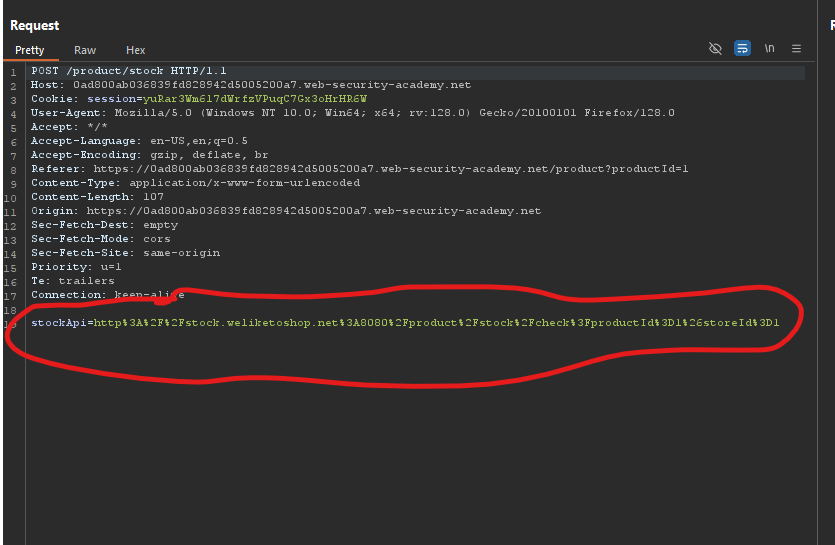 Request
Pretty Raw Hex
\n
1 POST /product/stock HTTP/1.1
2 Host: 0ad800ab036839fd828942d5005200a7.web-security-academy.net
3 Cookie: session=yuRar3Wm6l7dWrfzVPuqC7Gx3oHrHR6W
4 User-Agent: Mozilla/5.0 (Windows NT 10.0; Win64; x64; rv:128.0) Gecko/20100101 Firefox/128.0
5 Accept: */*
6 Accept-Language: en-US,en;q=0.5
7 Accept-Encoding: gzip, deflate, br
8 Referer: https://0ad800ab036839fd828942d5005200a7.web-security-academy.net/product?productId=1
9 Content-Type: application/x-www-form-urlencoded
10 Content-Length: 107
11 Origin: https://0ad800ab036839fd828942d5005200a7.web-security-academy.net
12 Sec-Fetch-Dest: empty
13 Sec-Fetch-Mode: cors
14 Sec-Fetch-Site: same-origin
15 Priority: u=1
16 Te: trailers
17 Connection: keep-alive
18
19 stockApi=http%3A%2F%2Fstock.weliketoshop.net%3A8080%2Fproduct%2Fstock%2Fcheck%3FproductId%3D1%26storeId%3D1